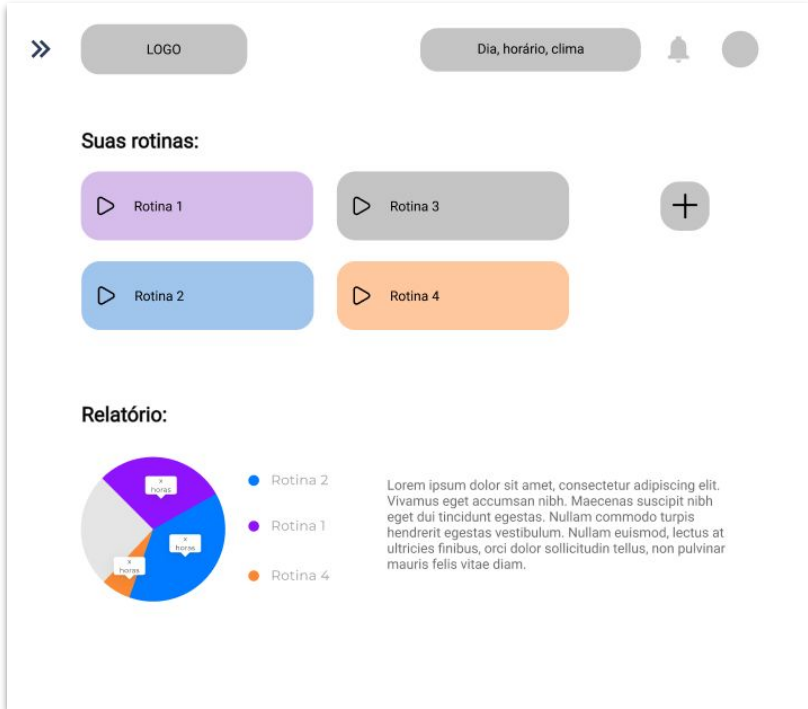 LOGO
Dia, horário, clima
Suas rotinas:
Rotina 1
Rotina 3
Rotina 2
Rotina 4
Relatório:
x
horas
x
horas
x
horas
Rotina 2
Rotina 1
Rotina 4
Lorem ipsum dolor sit amet, consectetur adipiscing elit.
Vivamus eget accumsan nibh. Maecenas suscipit nibh
eget dui tincidunt egestas. Nullam commodo turpis
hendrerit egestas vestibulum. Nullam euismod, lectus at
ultricies finibus, orci dolor sollicitudin tellus, non pulvinar
mauris felis vitae diam.